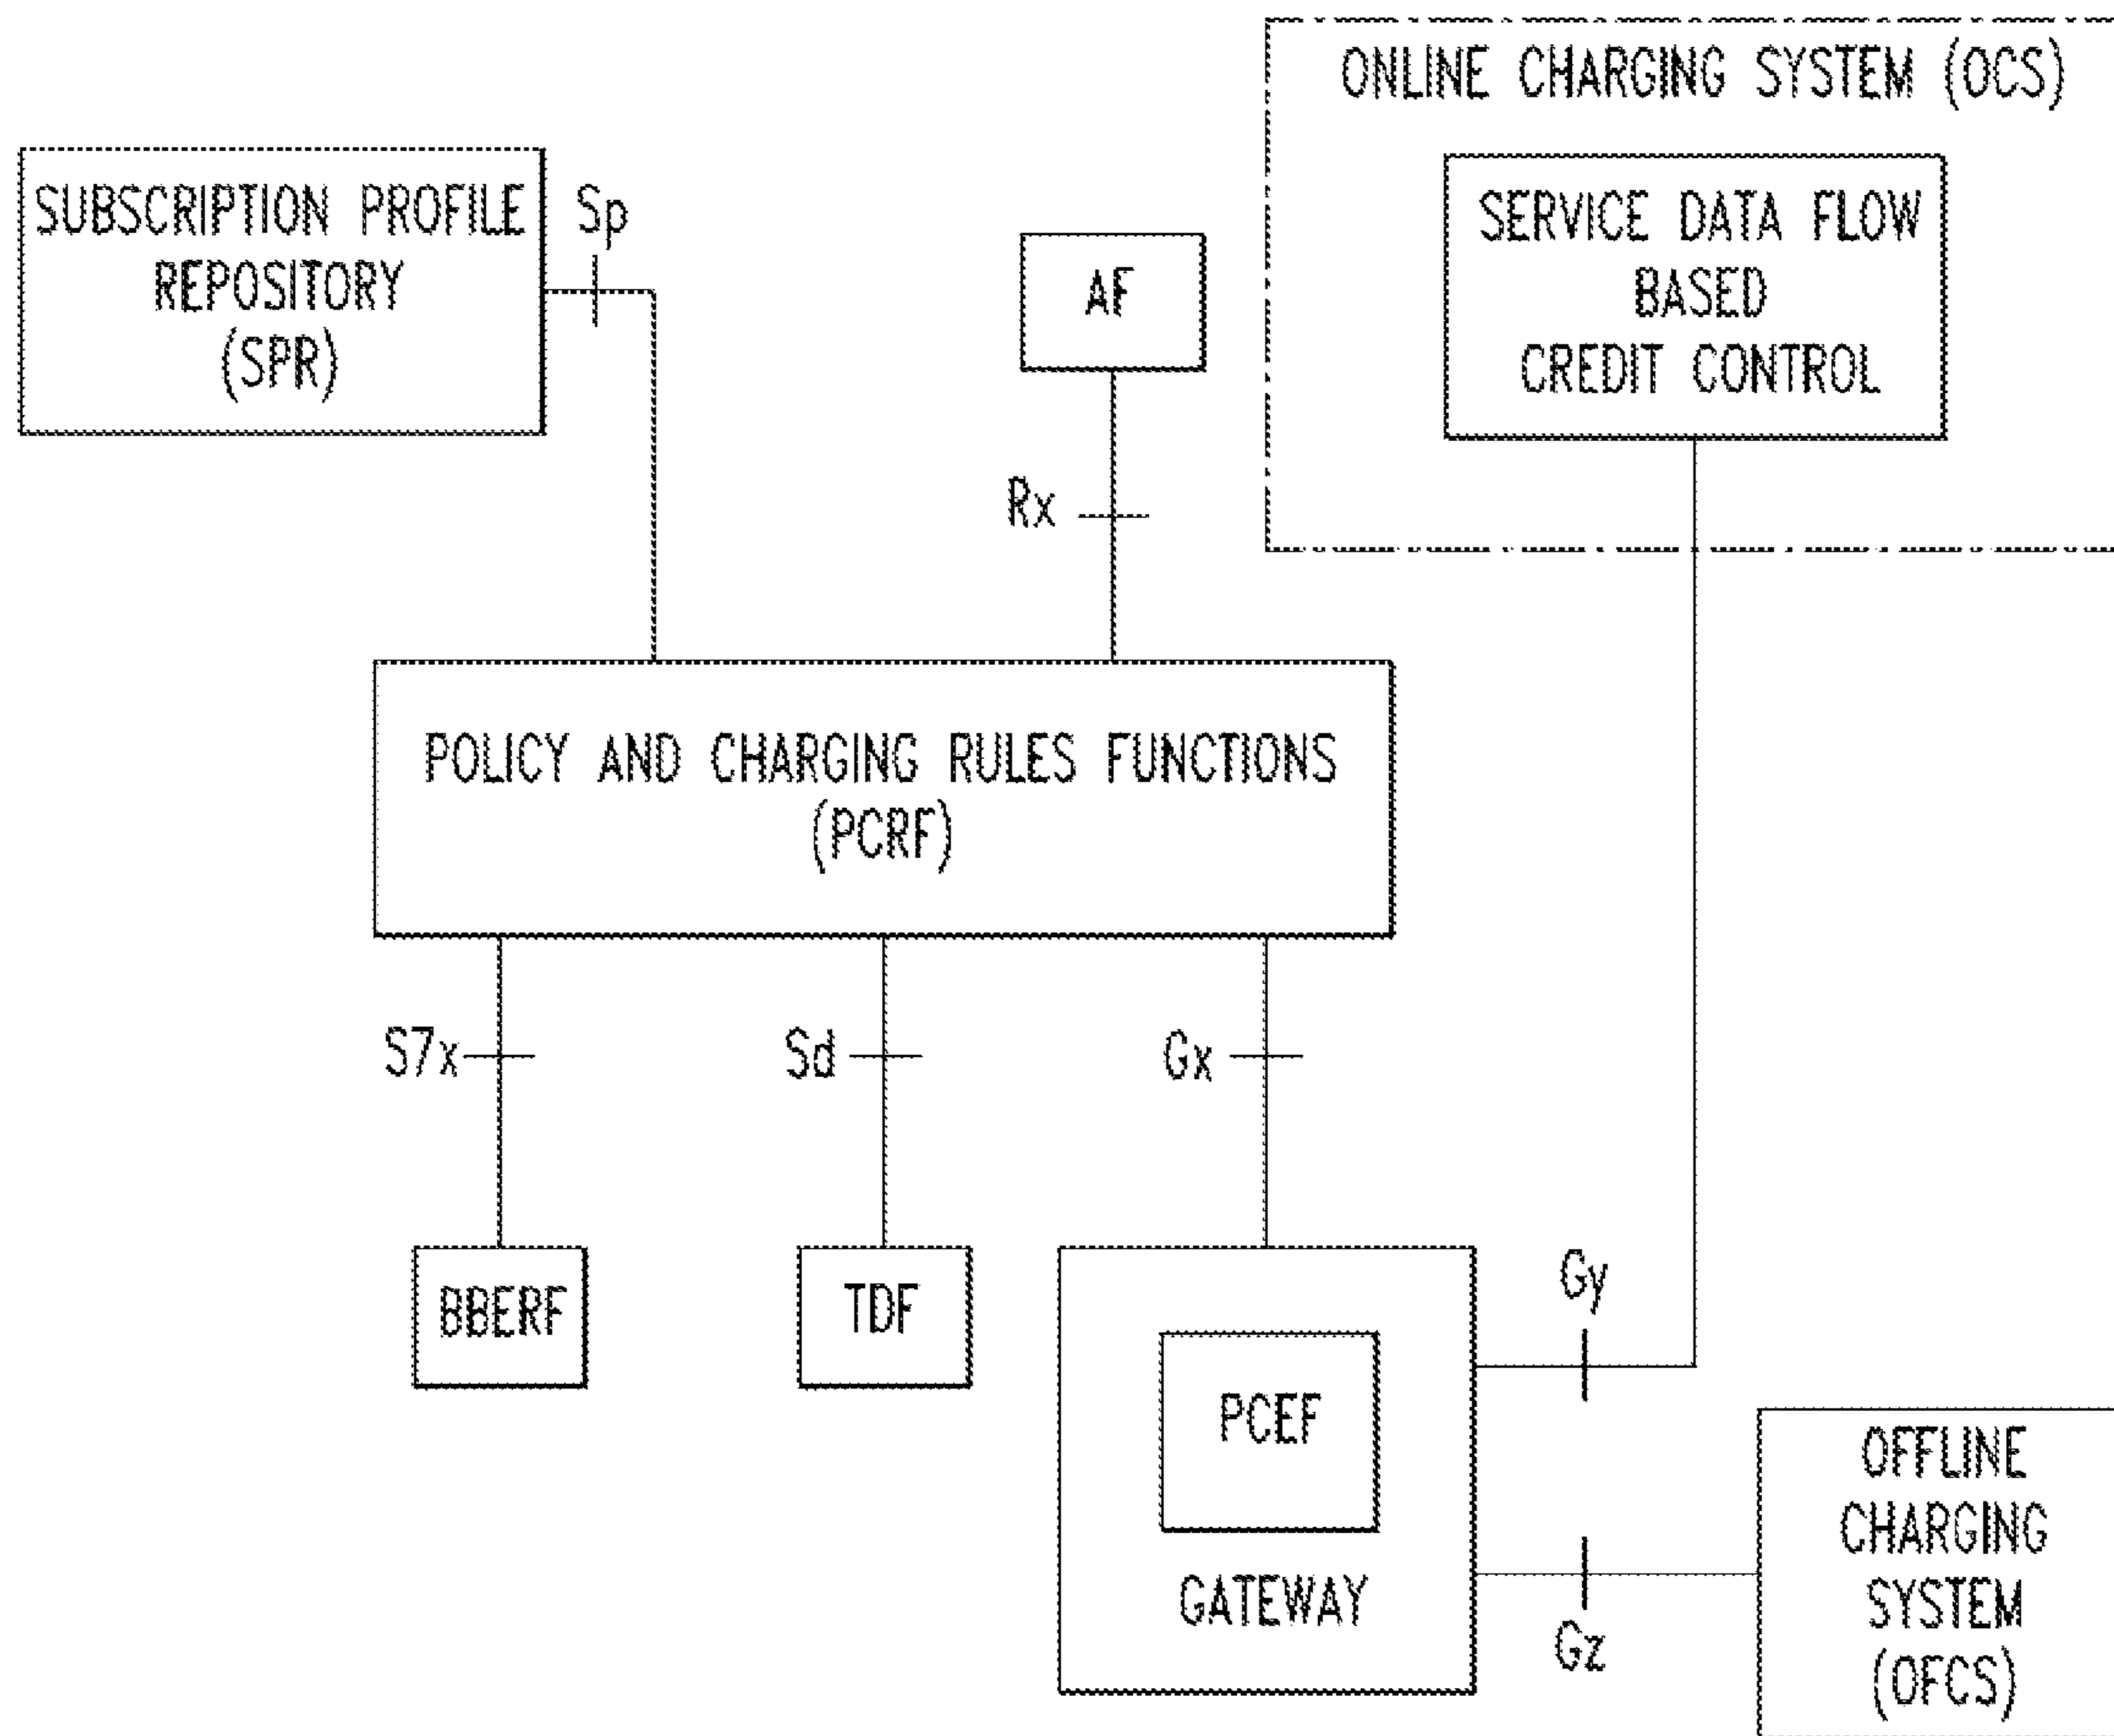 ONLINE CHARGING SYSTEM (OCS)
SUBSCRIPTION PROFILE
REPOSITORY
(SPR)
Sp
AF
SERVICE DATA FLOW
BASED
CREDIT CONTROL
Rx
POLICY AND CHARGING RULES FUNCTIONS
(PCRF)
S7x
Sd
Gx
BBERF
TDF
PCEF
GATEWAY
Gy
Gz
OFFLINE
CHARGING
SYSTEM
(OFCS)